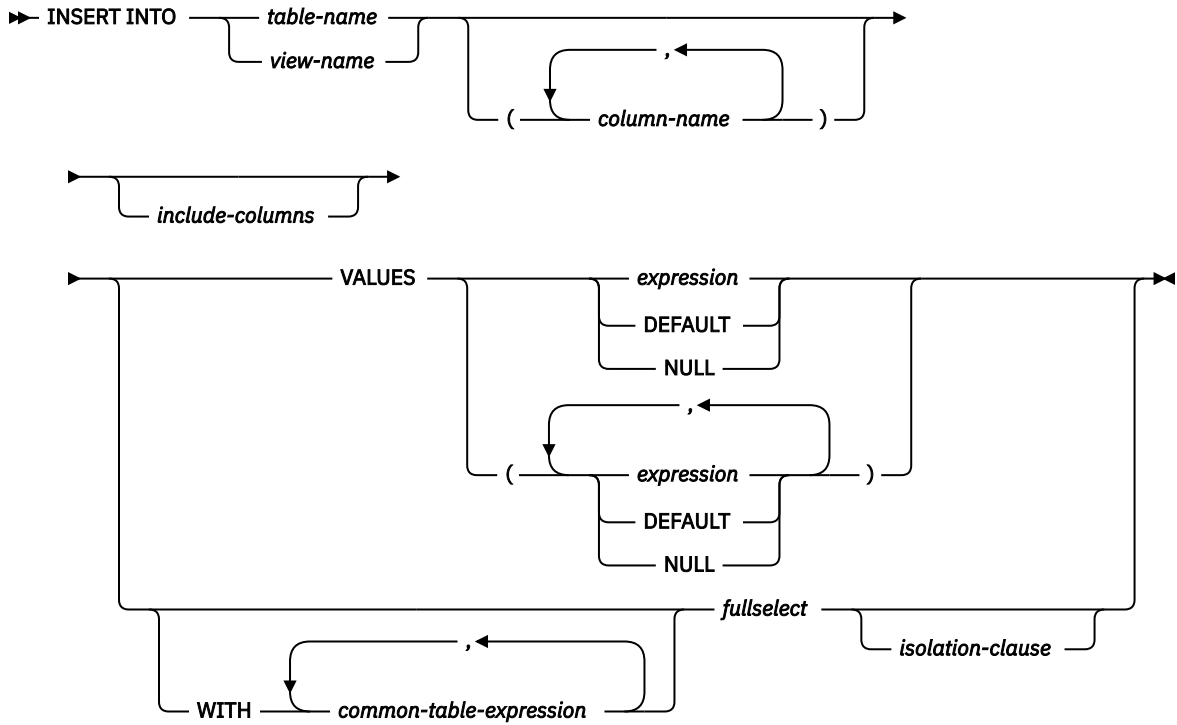 INSERT INTO table-name
view-name
,
( column-name )
include-columns
VALUES expression
DEFAULT
NULL
,
( expression )
DEFAULT
NULL
fullselect
isolation-clause
,
WITH common-table-expression